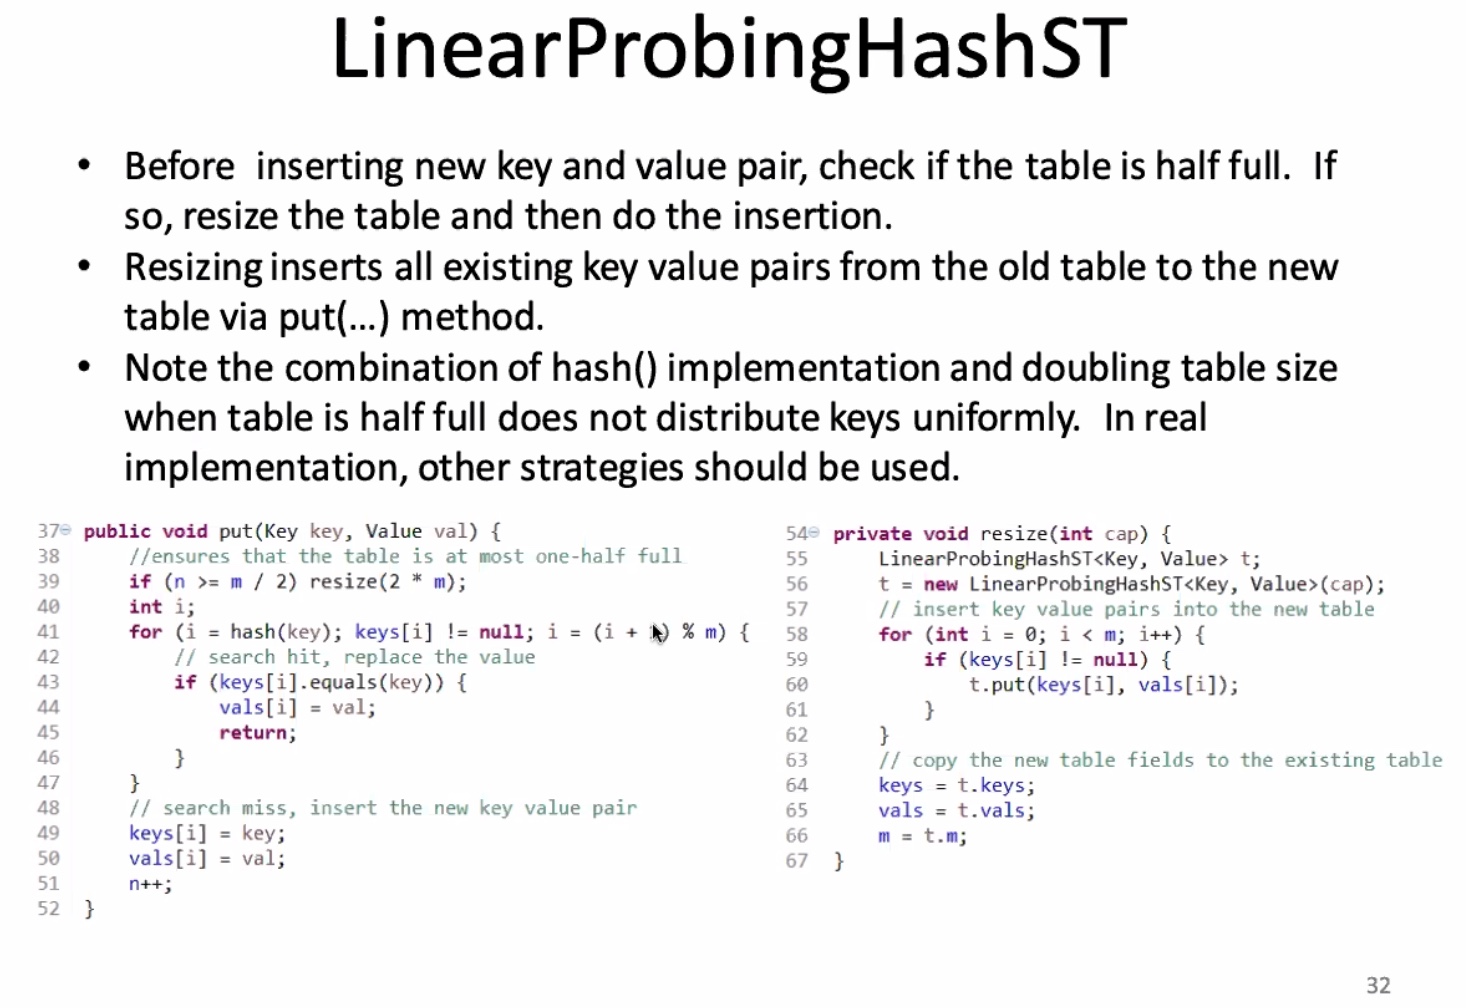 LinearProbingHashST
• Before inserting new key and value pair, check if the table is half full. If
so, resize the table and then do the insertion.
• Resizing inserts all existing key value pairs from the old table to the new
table via put(...) method.
• Note the combination of hash() implementation and doubling table size
when table is half full does not distribute keys uniformly. In real
implementation, other strategies should be used.
37 public void put(Key key, Value val) {
38 //ensures that the table is at most one-half full
39 if (n >= m / 2) resize(2 * m);
40 int i;
41 for (i = hash(key); keys[i] != null; i = (i + ) % m) {
42 // search hit, replace the value
43 if (keys[i].equals(key)) {
44 vals[i] = val;
45 return;
46 }
47 }
48 // search miss, insert the new key value pair
49 keys[i] = key;
50 vals[i] = val;
51 n++;
52 }
54 private void resize(int cap) {
55 LinearProbingHashST<Key, Value> t;
56 t = new LinearProbingHashST<Key, Value>(cap);
57 // insert key value pairs into the new table
58 for (int i = 0; i < m; i++) {
59 if (keys[i] != null) {
60 t.put(keys[i], vals[i]);
61 }
62 }
63 // copy the new table fields to the existing table
64 keys = t.keys;
65 vals = t.vals;
66 m = t.m;
67 }
32